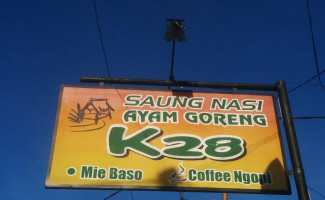 SAUNG NASI
AYAM GORENG
K28
• Mie Baso
Coffee Ngopi